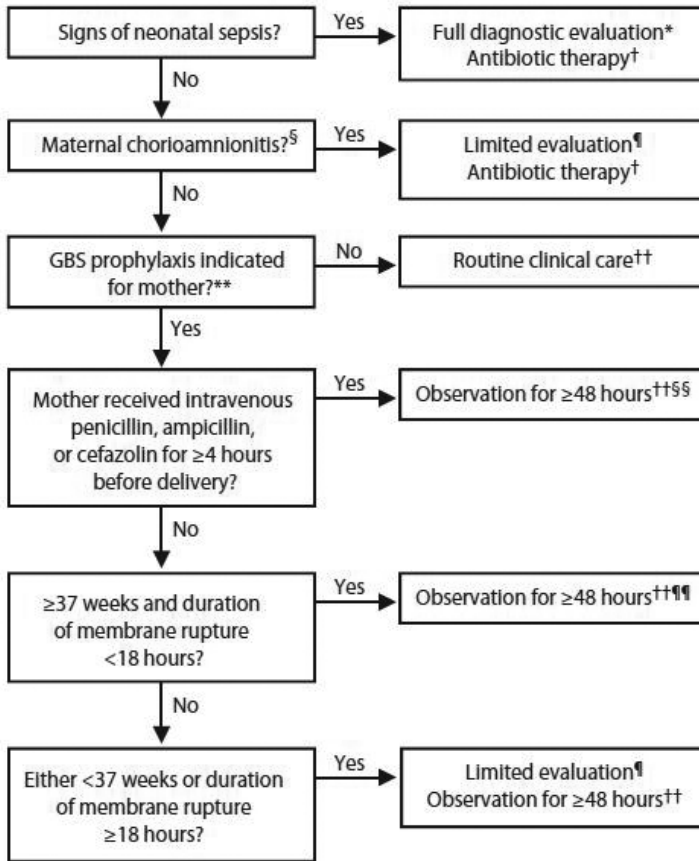 Signs of neonatal sepsis?
Yes
Full diagnostic evaluation*
Antibiotic therapy†
No
Maternal chorioamnionitis?§
Yes
Limited evaluation¶
Antibiotic therapy†
No
GBS prophylaxis indicated
for mother?**
No
Routine clinical care††
Yes
Mother received intravenous
penicillin, ampicillin,
or cefazolin for ≥4 hours
before delivery?
Yes
Observation for ≥48 hours††§§
No
≥37 weeks and duration
of membrane rupture
<18 hours?
Yes
Observation for ≥48 hours††¶¶
No
Either <37 weeks or duration
of membrane rupture
≥18 hours?
Yes
Limited evaluation¶
Observation for ≥48 hours††